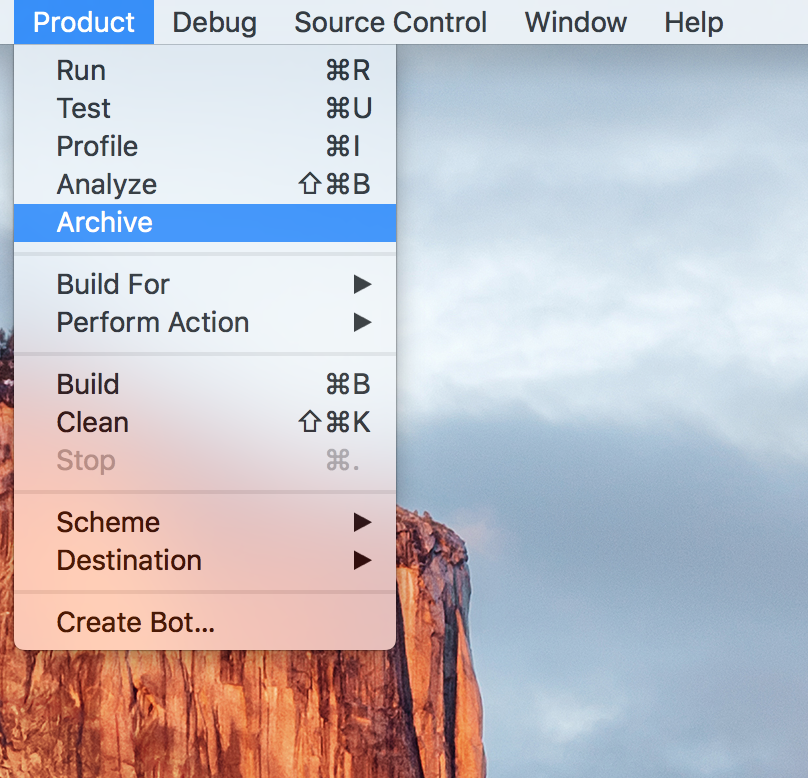 Product Debug Source Control Window Help
Run ⌘R
Test ⌘U
Profile ⌘I
Analyze ⇧⌘B
Archive
Build For ▶
Perform Action ▶
Build ⌘B
Clean ⇧⌘K
Stop ⌘.
Scheme ▶
Destination ▶
Create Bot...